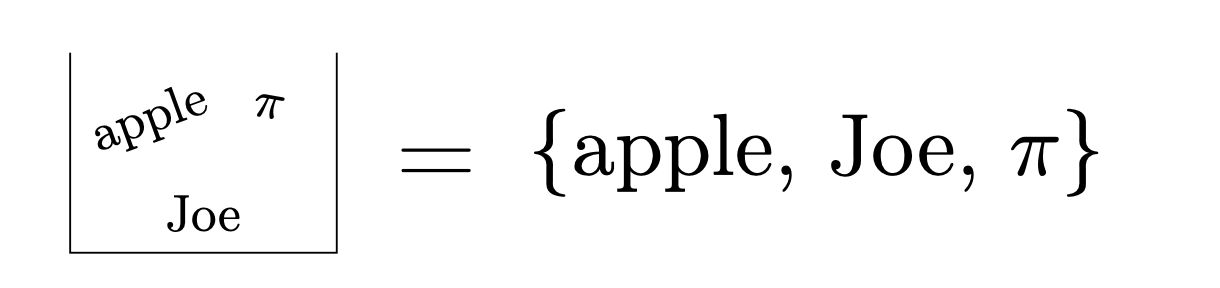 apple π
Joe
= {apple, Joe, π}